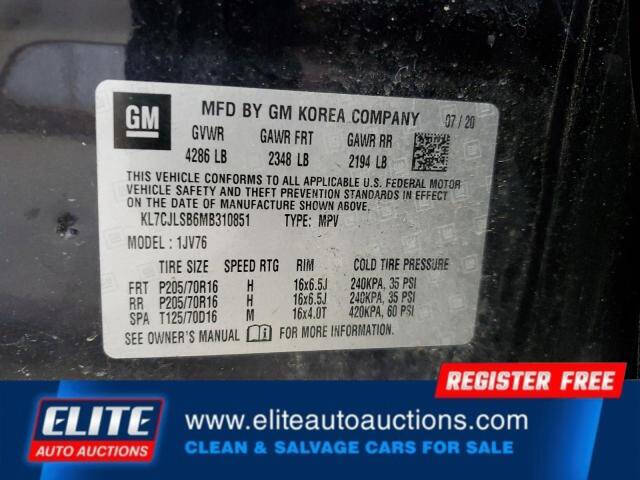 GM
MFD BY GM KOREA COMPANY 07/20
GVWR GAWR FRT GAWR RR
4286 LB 2348 LB 2194 LB
THIS VEHICLE CONFORMS TO ALL APPLICABLE U.S. FEDERAL MOTOR
VEHICLE SAFETY AND THEFT PREVENTION STANDARDS IN EFFECT
ON THE DATE OF MANUFACTURE SHOWN ABOVE.
KL7CJLSB6MB310851 TYPE: MPV
MODEL: 1JV76
TIRE SIZE SPEED RTG RIM COLD TIRE PRESSURE
FRT P205/70R16 H 16x6.5J 240KPA, 35 PSI
RR P205/70R16 H 16x6.5J 240KPA, 35 PSI
SPA T125/70D16 M 16x4.0T 420KPA, 60 PSI
SEE OWNER'S MANUAL FOR MORE INFORMATION.
REGISTER FREE
ELITE
AUTO AUCTIONS
www.eliteautoauctions.com
CLEAN & SALVAGE CARS FOR SALE